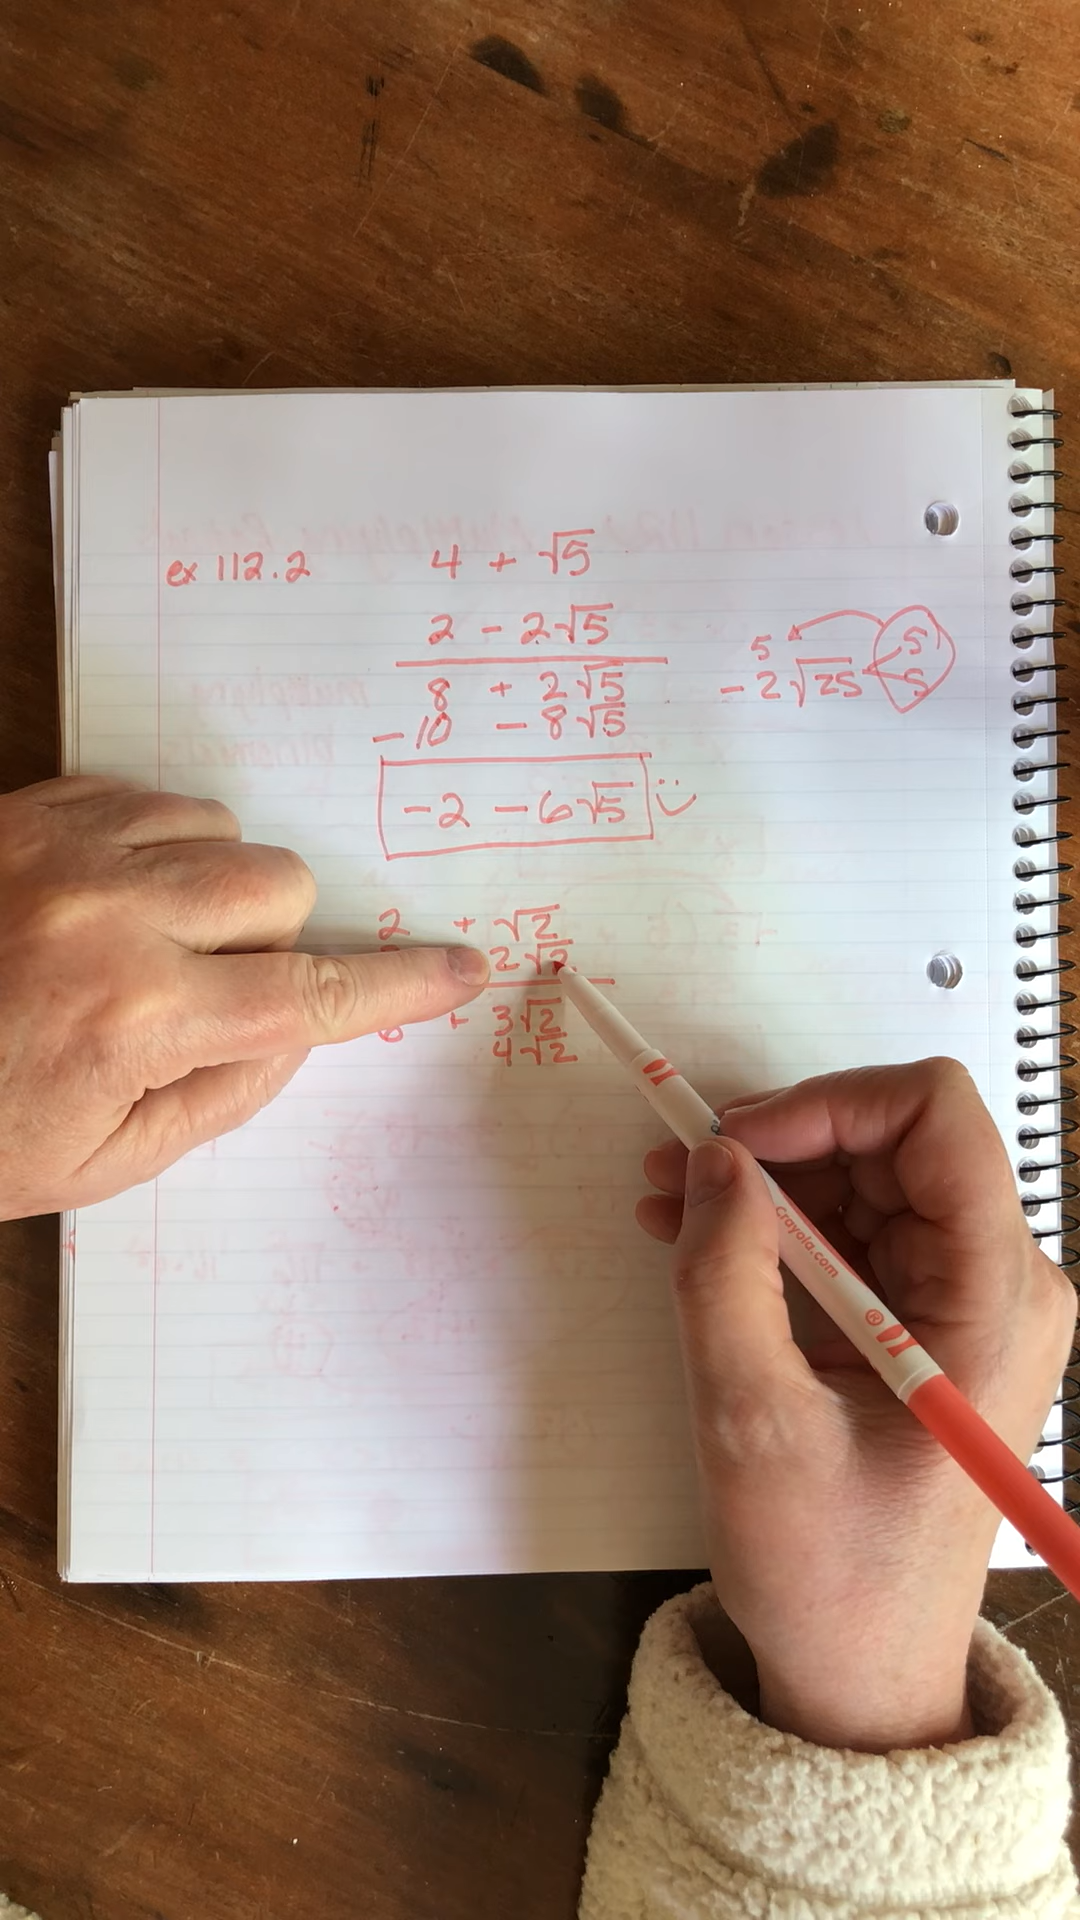 ex 112.2 4 + √5
2 - 2√5
8 + 2√5
-10 - 8√5
-2 - 6√5
5 5
-2√25 5
2 + √2
2√2
6 + 3√2
4√2
Crayola.com
®